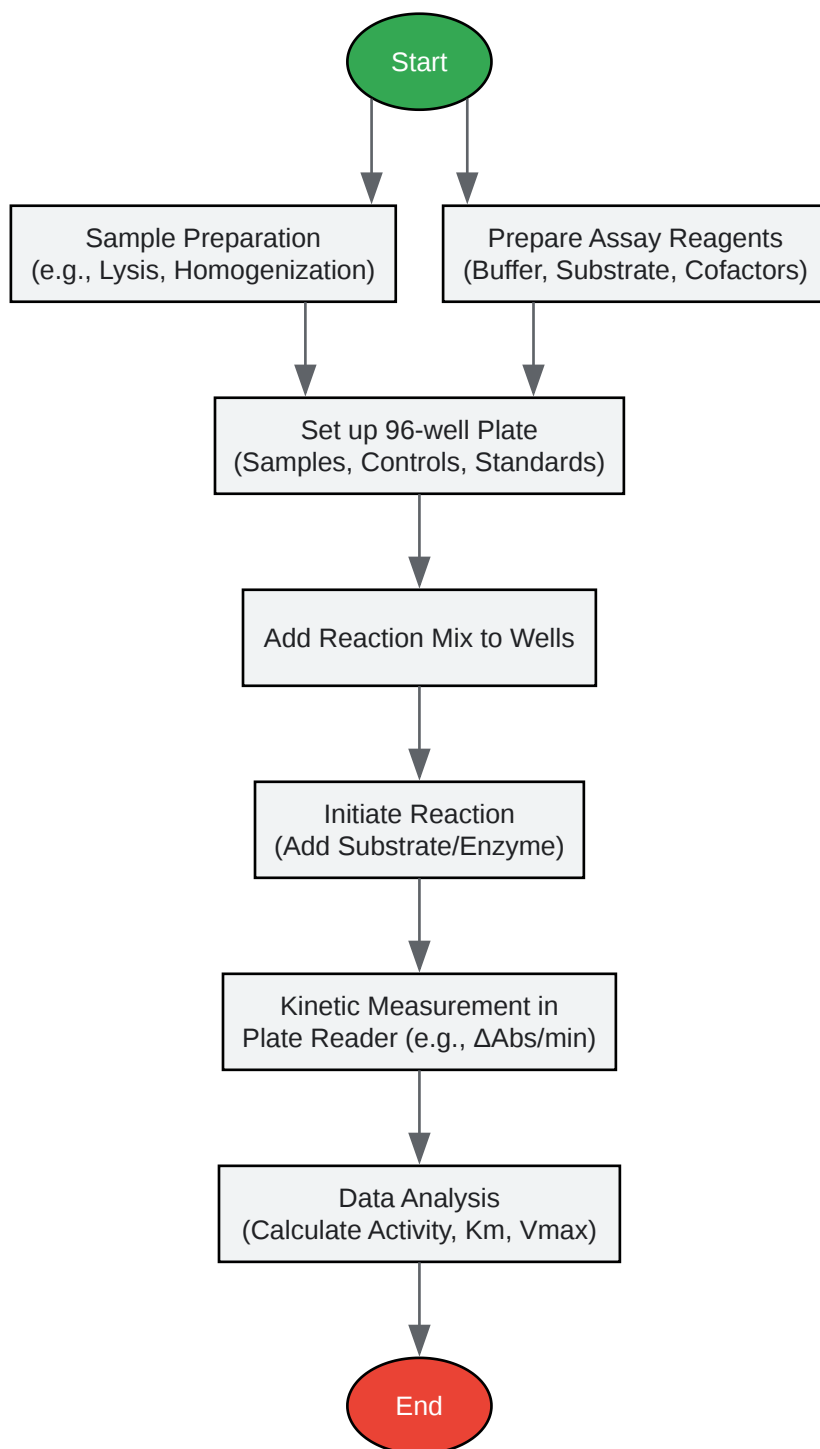 Start
Sample Preparation
(e.g., Lysis, Homogenization)
Prepare Assay Reagents
(Buffer, Substrate, Cofactors)
Set up 96-well Plate
(Samples, Controls, Standards)
Add Reaction Mix to Wells
Initiate Reaction
(Add Substrate/Enzyme)
Kinetic Measurement in
Plate Reader (e.g., ΔAbs/min)
Data Analysis
(Calculate Activity, Km, Vmax)
End